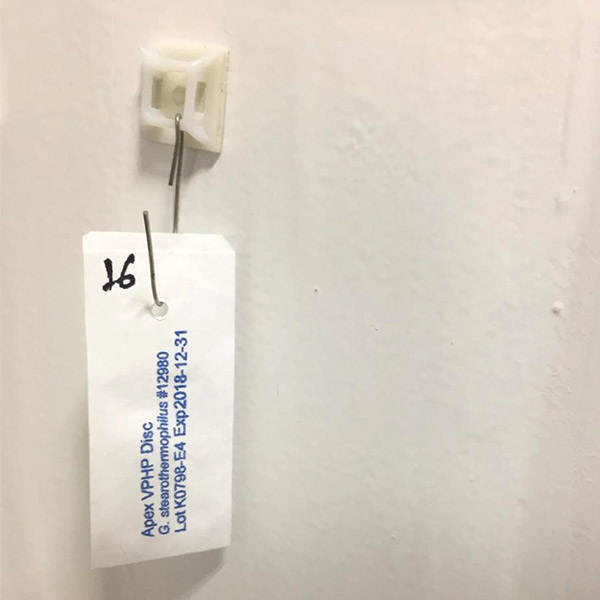 16
Apex VPHP Disc
G. stearothermophilus #12980
Lot K0798-E4 Exp 2018-12-31